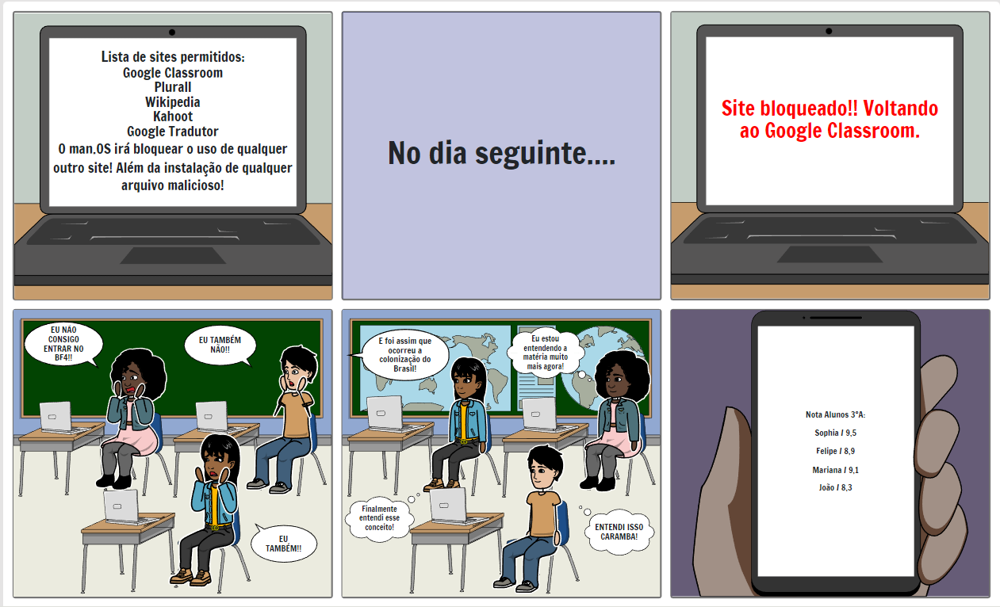 Lista de sites permitidos:
Google Classroom
Plurall
Wikipedia
Kahoot
Google Tradutor
O man.OS irá bloquear o uso de qualquer
outro site! Além da instalação de qualquer
arquivo malicioso!
No dia seguinte....
Site bloqueado!! Voltando
ao Google Classroom.
EU NÃO
CONSIGO
ENTRAR NO
BF4!!
EU TAMBÉM
NÃO!!
EU
TAMBÉM!!
E foi assim que
ocorreu a
colonização do
Brasil!
Eu estou
entendendo a
matéria muito
mais agora!
Finalmente
entendi esse
conceito!
ENTENDI ISSO
CARAMBA!
Nota Alunos 3°A:
Sophia / 9,5
Felipe / 8,9
Mariana / 9,1
João / 8,3